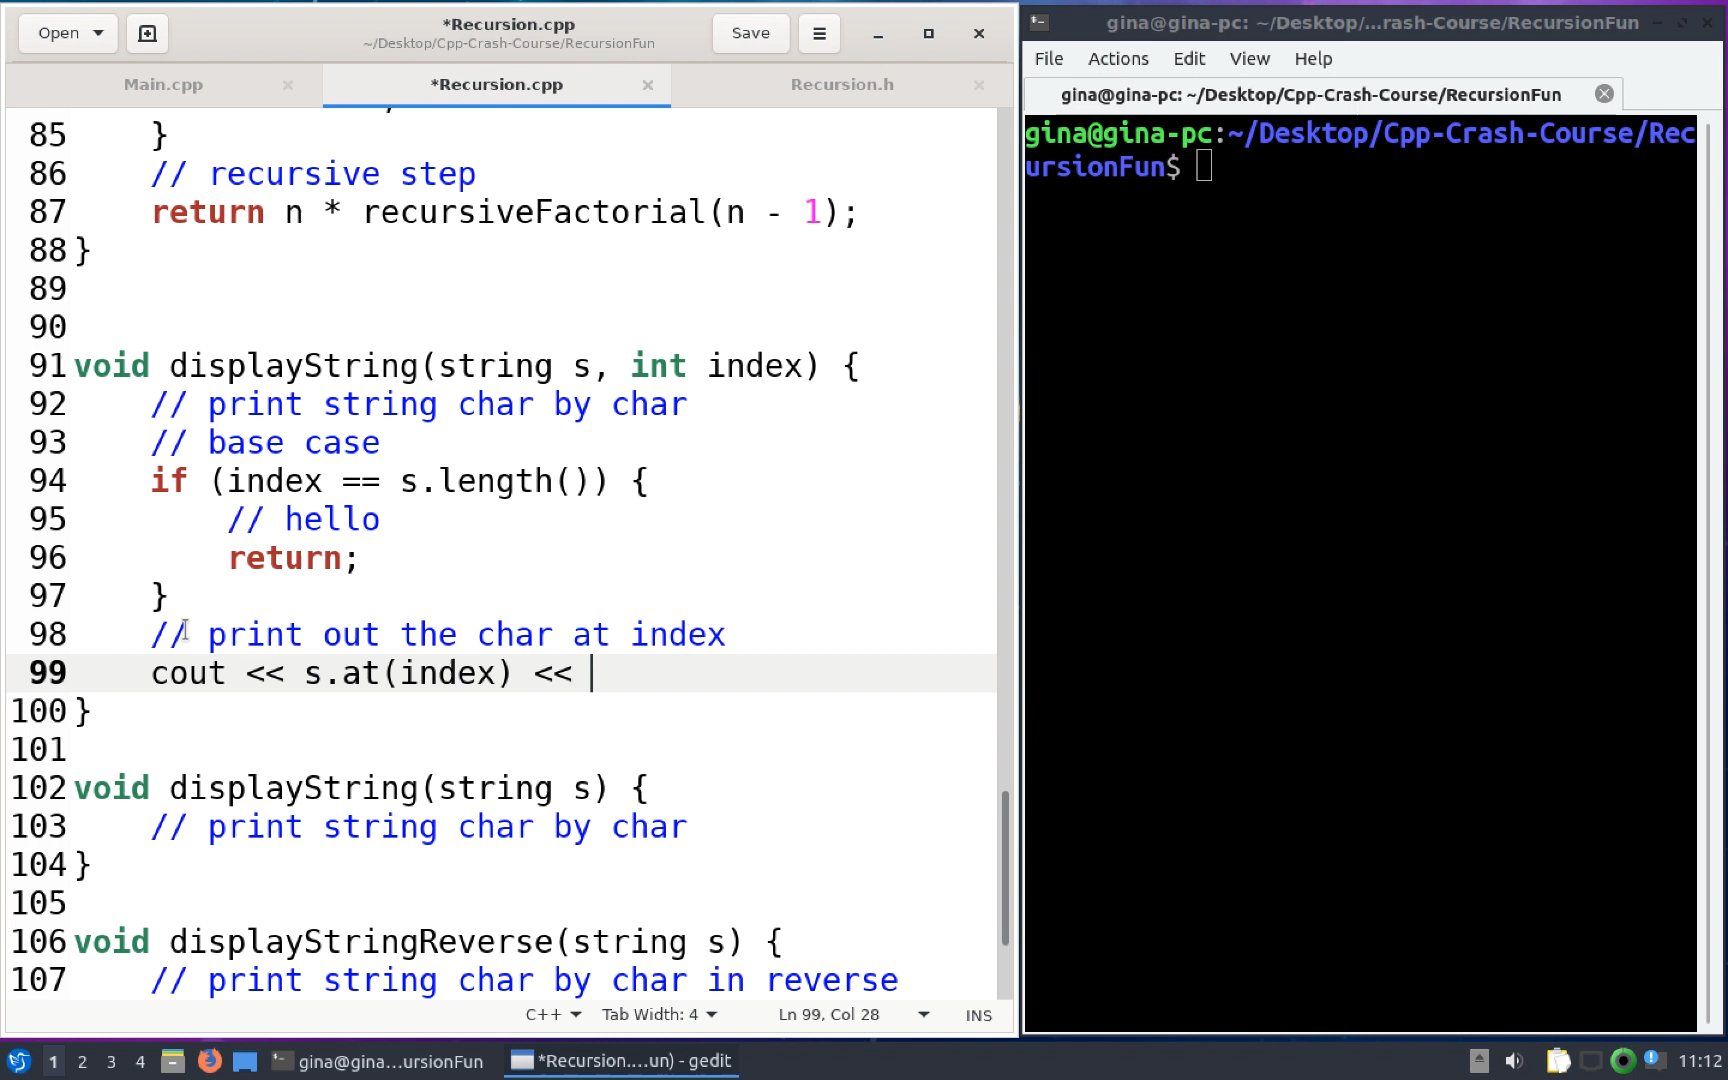 Open
*Recursion.cpp
~/Desktop/Cpp-Crash-Course/RecursionFun
Save
Main.cpp
*Recursion.cpp
Recursion.h
85 }
86 // recursive step
87 return n * recursiveFactorial(n - 1);
88 }
89
90
91 void displayString(string s, int index) {
92 // print string char by char
93 // base case
94 if (index == s.length()) {
95 // hello
96 return;
97 }
98 // print out the char at index
99 cout << s.at(index) <<
100 }
101
102 void displayString(string s) {
103 // print string char by char
104 }
105
106 void displayStringReverse(string s) {
107 // print string char by char in reverse
C++
Tab Width: 4
Ln 99, Col 28
INS
gina@gina-pc: ~/Desktop/...rash-Course/RecursionFun
File Actions Edit View Help
gina@gina-pc: ~/Desktop/Cpp-Crash-Course/RecursionFun
gina@gina-pc:~/Desktop/Cpp-Crash-Course/Rec
ursionFun$
1 2 3 4
gina@gina...ursionFun
*Recursion....un) - gedit
11:12